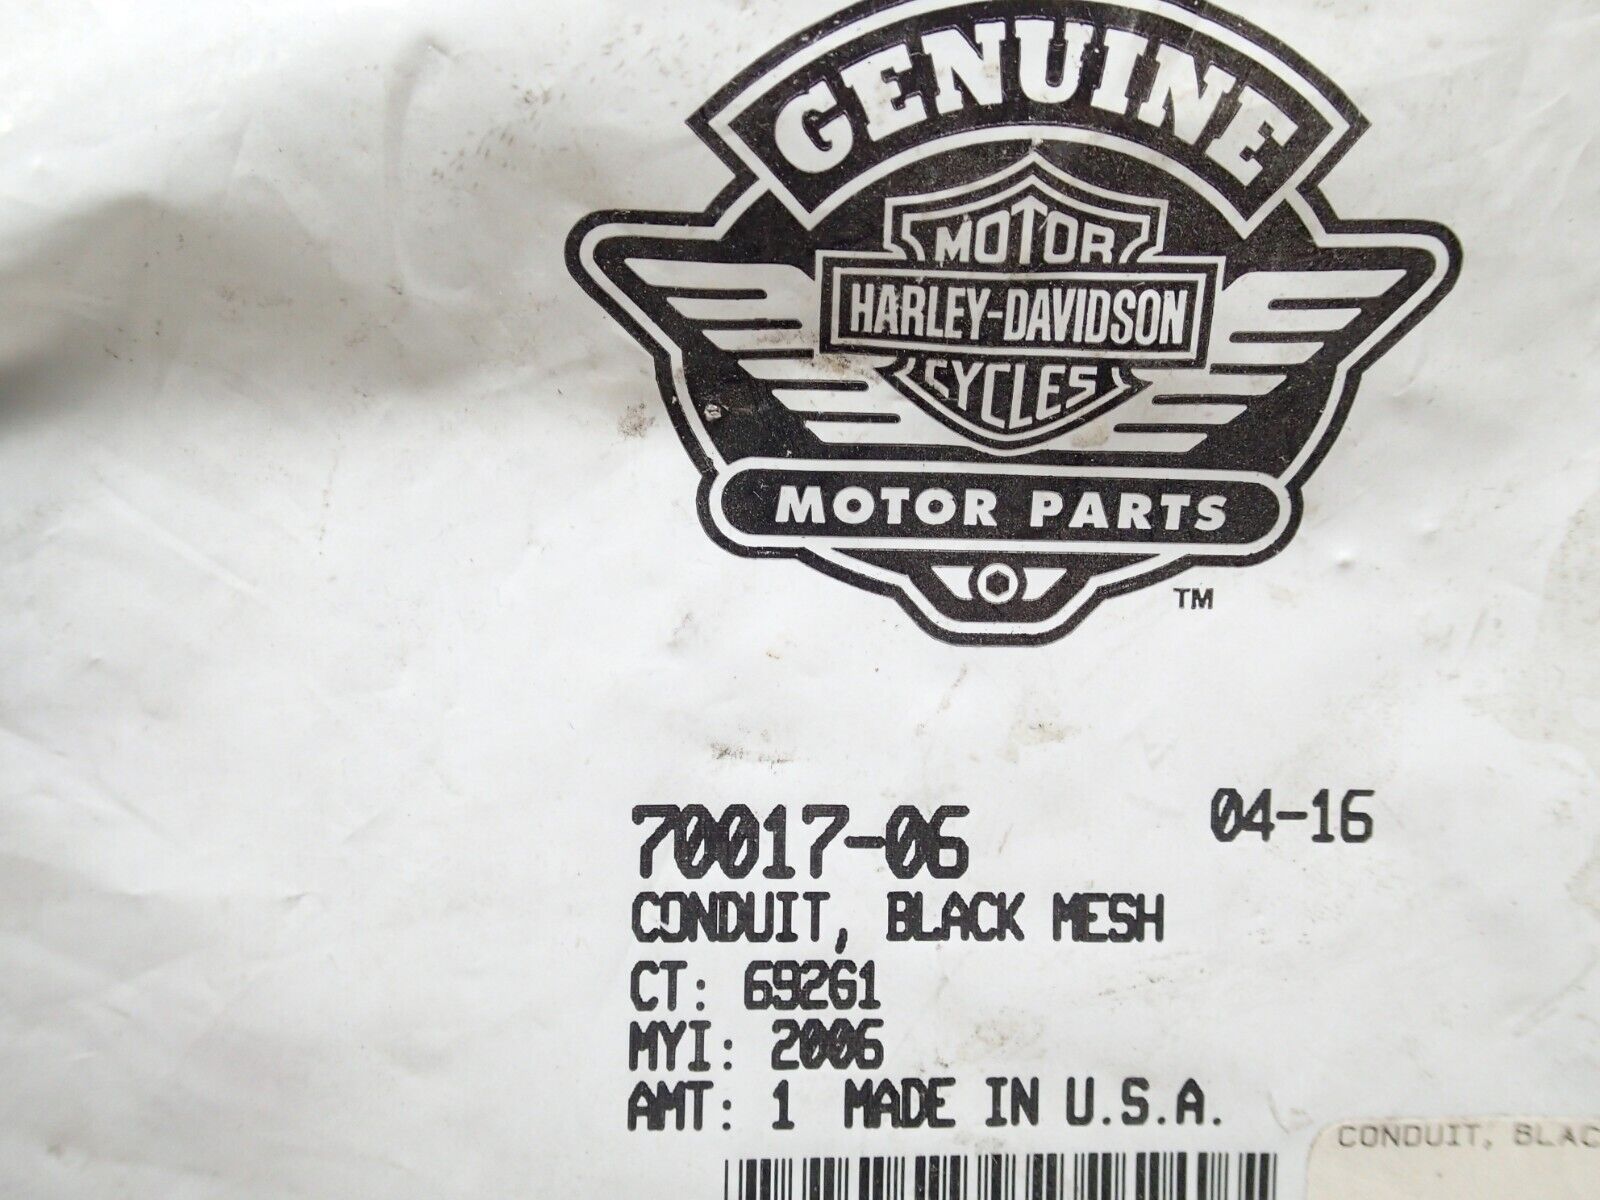 GENUINE
MOTOR
HARLEY-DAVIDSON
CYCLES
MOTOR PARTS
TM
70017-06 04-16
CONDUIT, BLACK MESH
CT: 69261
MYI: 2006
AMT: 1 MADE IN U.S.A.
CONDUIT, BLAC